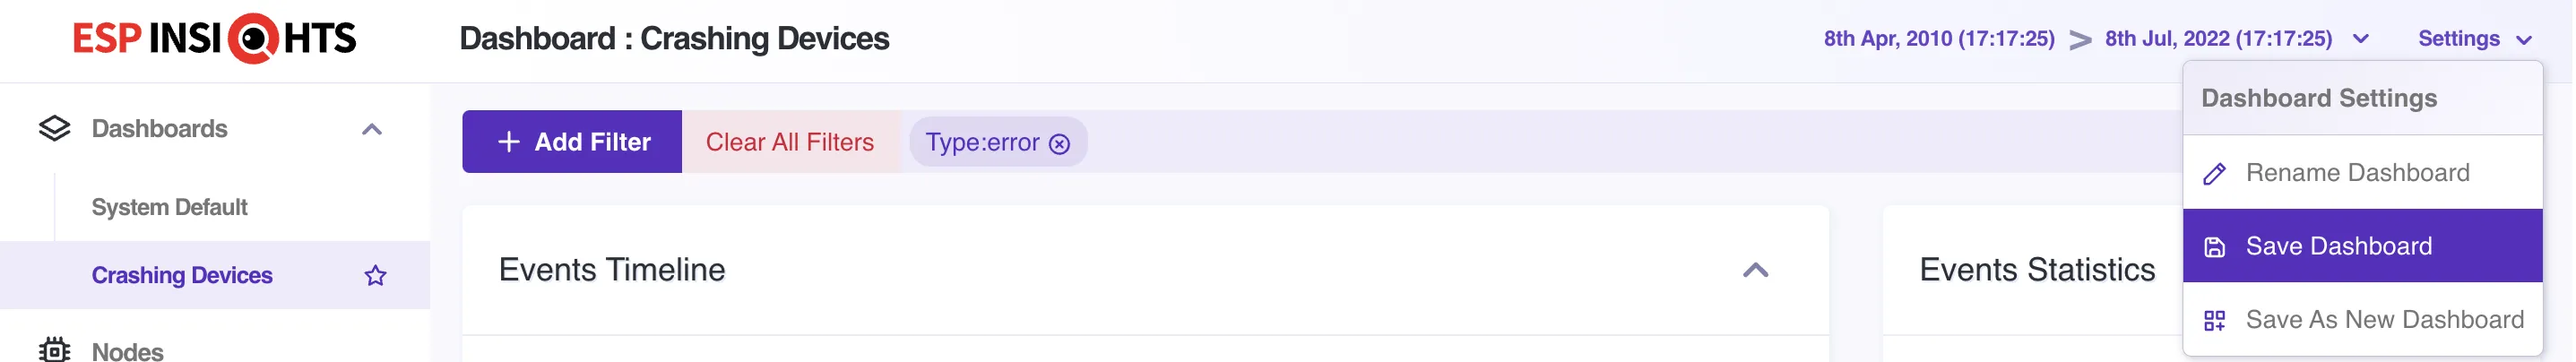 ESP INSIGHTS
Dashboard : Crashing Devices
8th Apr, 2010 (17:17:25) > 8th Jul, 2022 (17:17:25)
Settings
Dashboards
System Default
Crashing Devices
Nodes
+ Add Filter
Clear All Filters
Type:error
Events Timeline
Events Statistics
Dashboard Settings
Rename Dashboard
Save Dashboard
Save As New Dashboard